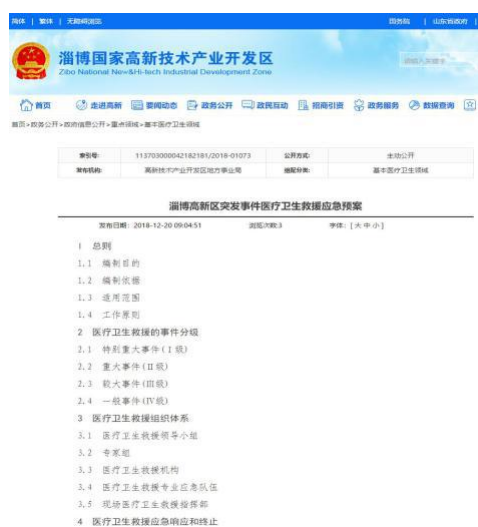 简体 | 繁体 | 无障碍浏览
国务院 | 山东省政府 |
淄博国家高新技术产业开发区
Zibo National New&Hi-tech Industrial Development Zone
请输入关键字
首页 走进高新 要闻动态 政务公开 政民互动 招商引资 政务服务 数据查询
首页>政务公开>政府信息公开>重点领域>基本医疗卫生领域
索引号: 113703000042182181/2018-01073 公开方式: 主动公开
发布机构: 高新技术产业开发区地方事业局 组配分类: 基本医疗卫生领域
淄博高新区突发事件医疗卫生救援应急预案
发布日期: 2018-12-20 09:04:51 浏览次数:3 字体: [ 大 中 小 ]
1 总则
1.1 编制目的
1.2 编制依据
1.3 适用范围
1.4 工作原则
2 医疗卫生救援的事件分级
2.1 特别重大事件(Ⅰ级)
2.2 重大事件(Ⅱ级)
2.3 较大事件(Ⅲ级)
2.4 一般事件(Ⅳ级)
3 医疗卫生救援组织体系
3.1 医疗卫生救援领导小组
3.2 专家组
3.3 医疗卫生救援机构
3.4 医疗卫生救援专业应急队伍
3.5 现场医疗卫生救援指挥部
4 医疗卫生救援应急响应和终止